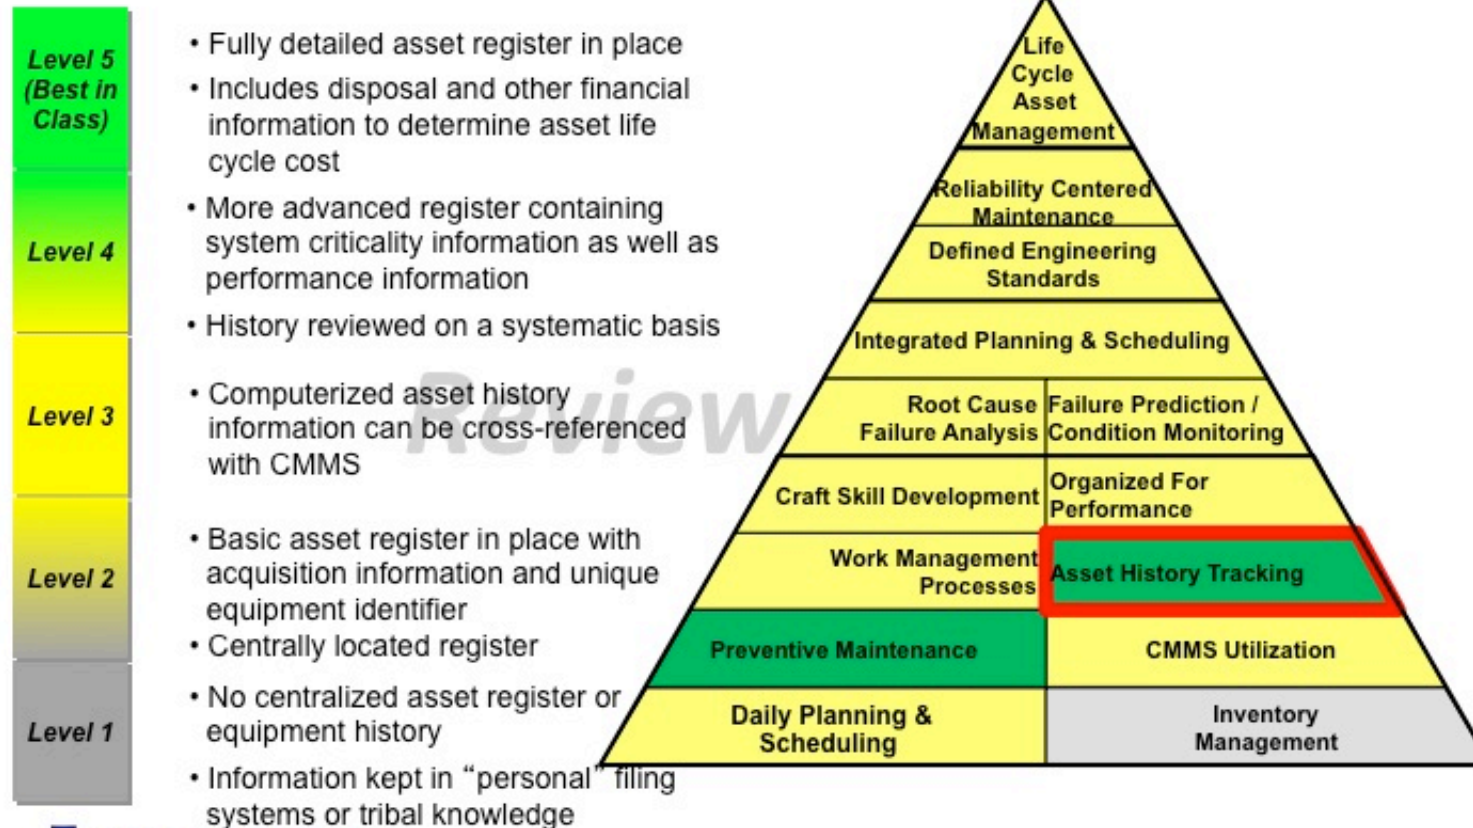 Level 5
(Best in
Class)
• Fully detailed asset register in place
• Includes disposal and other financial
information to determine asset life
cycle cost
Level 4
• More advanced register containing
system criticality information as well as
performance information
• History reviewed on a systematic basis
Level 3
• Computerized asset history
information can be cross-referenced
with CMMS
Level 2
• Basic asset register in place with
acquisition information and unique
equipment identifier
• Centrally located register
Level 1
• No centralized asset register or
equipment history
• Information kept in “personal” filing
systems or tribal knowledge
Review
Life
Cycle
Asset
Management
Reliability Centered
Maintenance
Defined Engineering
Standards
Integrated Planning & Scheduling
Root Cause
Failure Analysis
Failure Prediction /
Condition Monitoring
Craft Skill Development
Organized For
Performance
Work Management
Processes
Asset History Tracking
Preventive Maintenance
CMMS Utilization
Daily Planning &
Scheduling
Inventory
Management